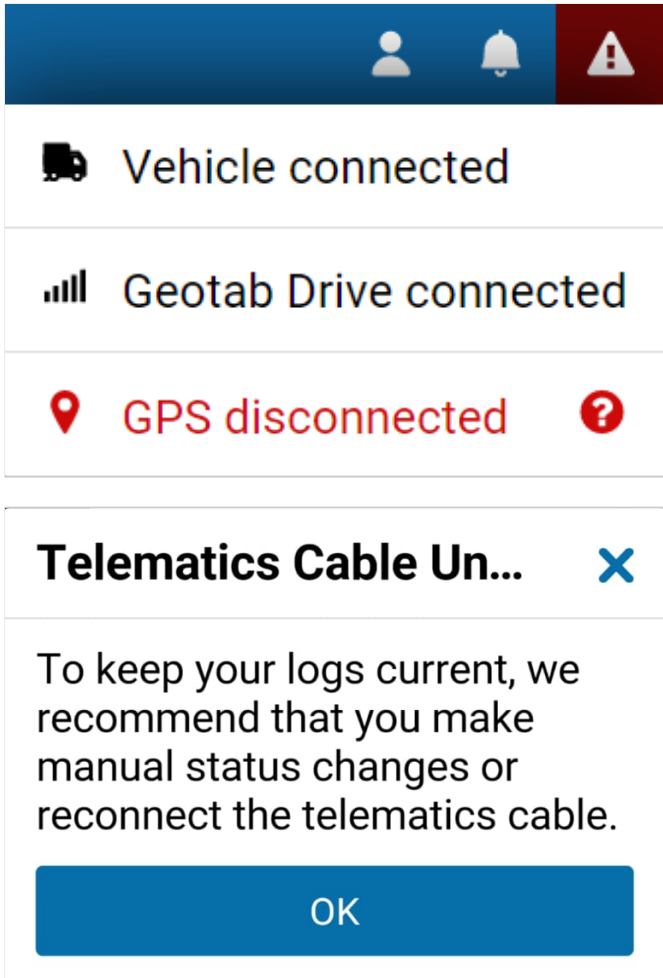 Vehicle connected
Geotab Drive connected
GPS disconnected
Telematics Cable Un...
To keep your logs current, we
recommend that you make
manual status changes or
reconnect the telematics cable.
OK